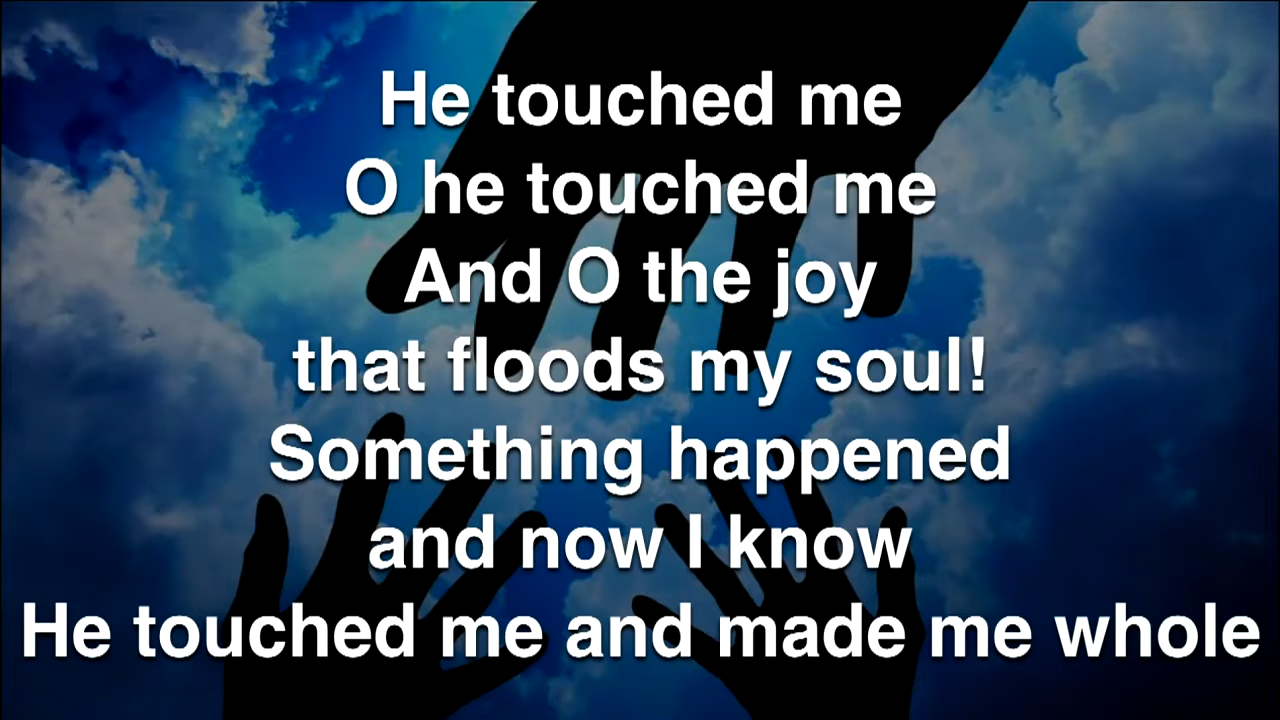 He touched me
O he touched me
And O the joy
that floods my soul!
Something happened
and now I know
He touched me and made me whole